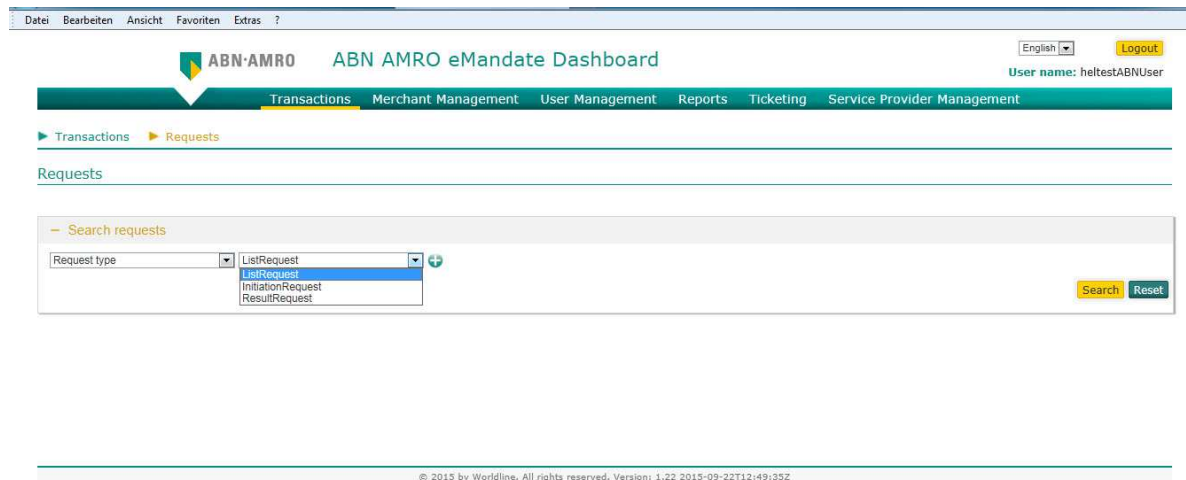 Datei Bearbeiten Ansicht Favoriten Extras ?
ABN·AMRO ABN AMRO eMandate Dashboard
English Logout
User name: heltestABNUser
Transactions Merchant Management User Management Reports Ticketing Service Provider Management
Transactions Requests
Requests
− Search requests
Request type ListRequest
ListRequest
InitiationRequest
ResultRequest
Search Reset
© 2015 by Worldline. All rights reserved. Version: 1.22 2015-09-22T12:49:35Z